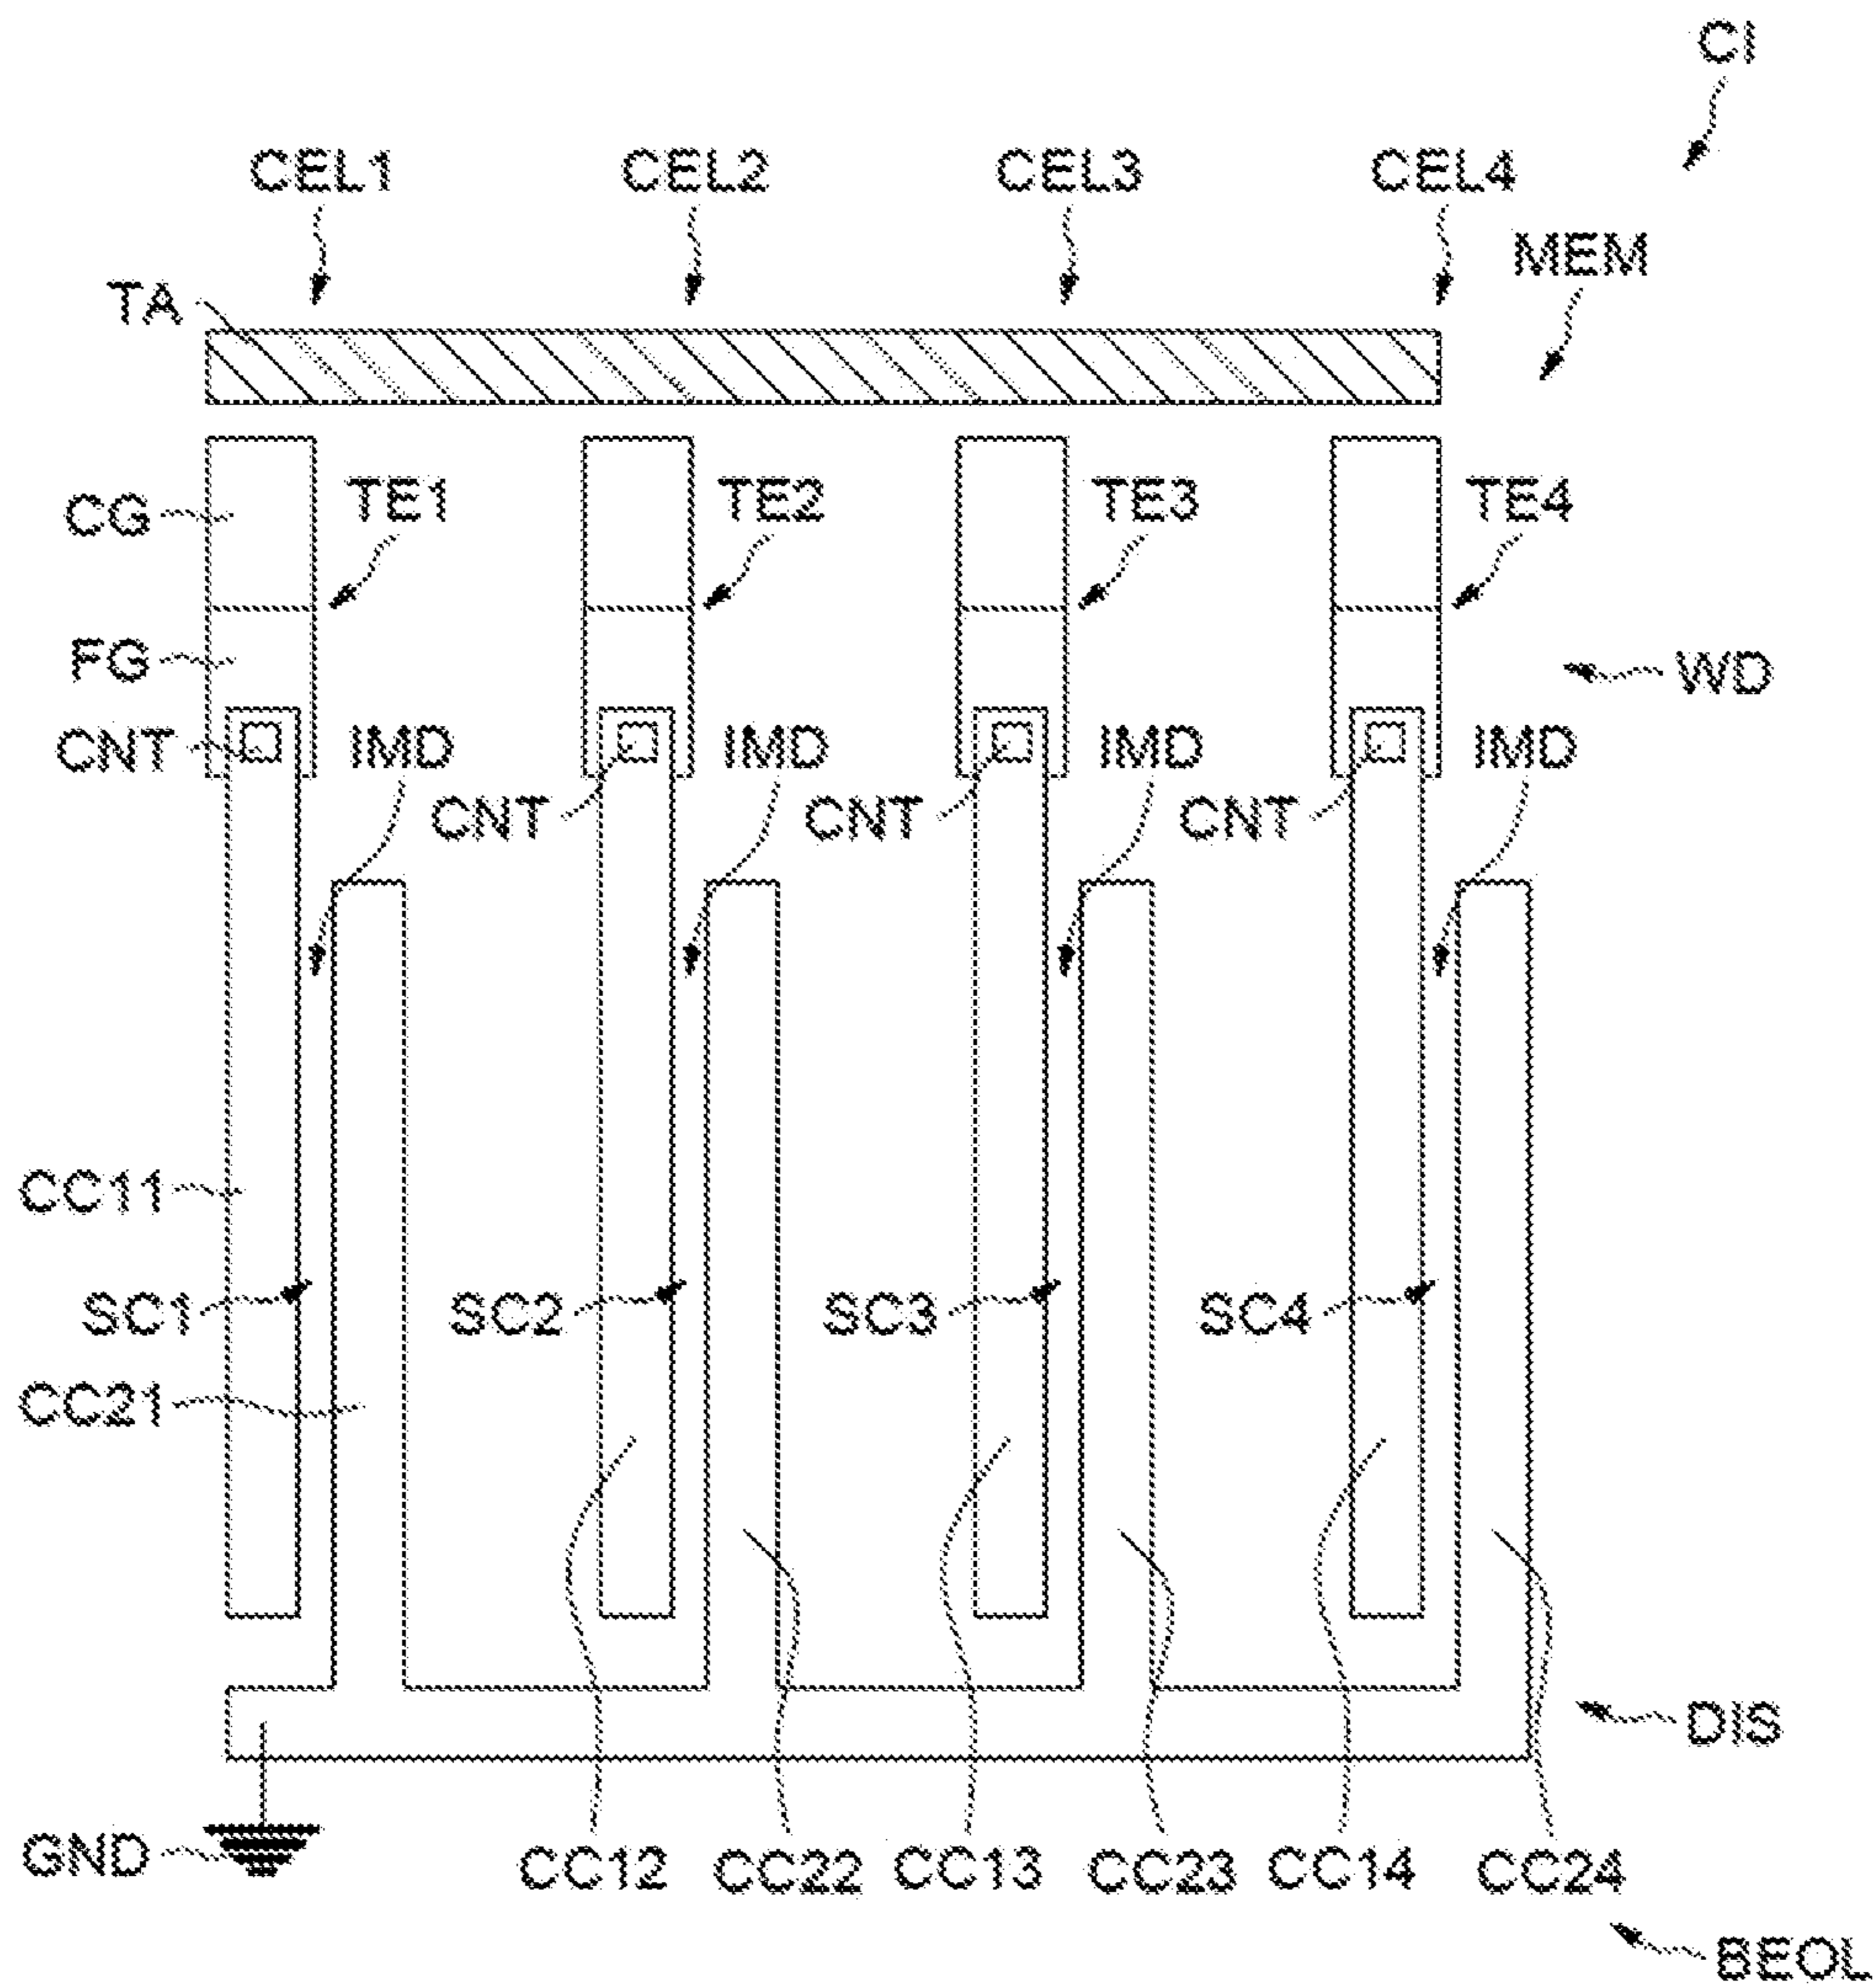 CI
CEL1 CEL2 CEL3 CEL4
MEM
TA
CG TE1 TE2 TE3 TE4
FG WD
CNT IMD IMD IMD IMD
CNT CNT CNT
CC11
SC1 SC2 SC3 SC4
CC21
DIS
GND CC12 CC22 CC13 CC23 CC14 CC24
BEOL